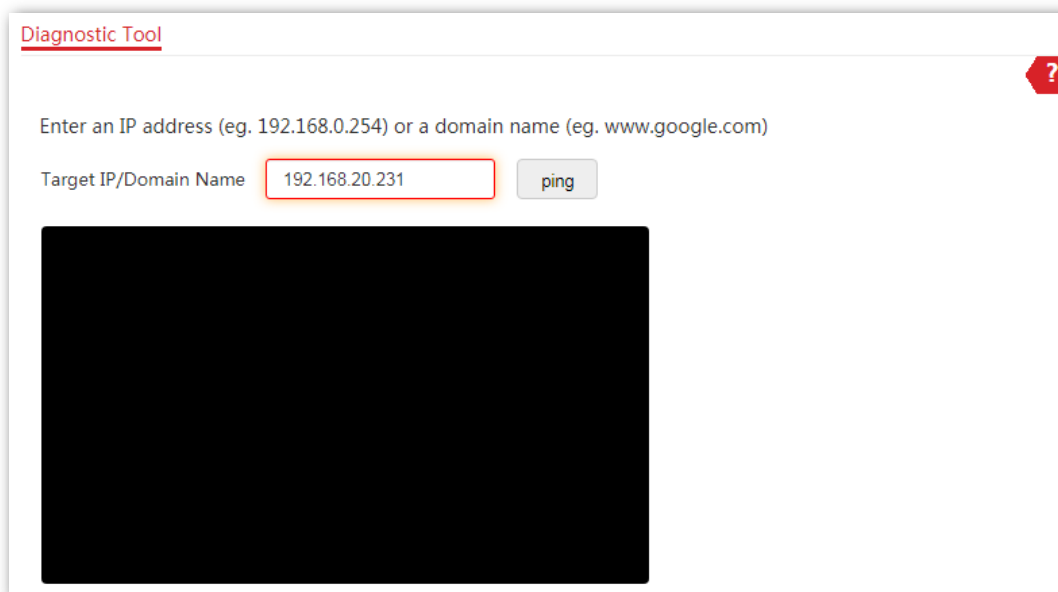 Diagnostic Tool
?
Enter an IP address (eg. 192.168.0.254) or a domain name (eg. www.google.com)
Target IP/Domain Name 192.168.20.231 ping